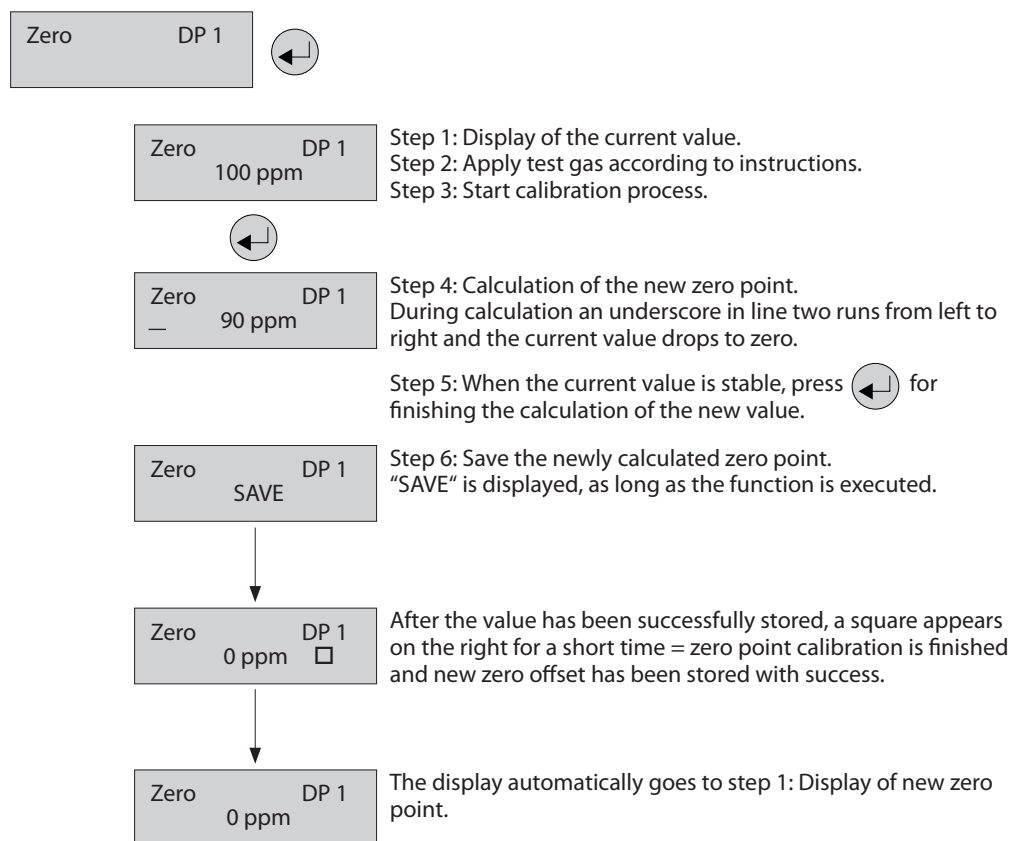 Zero DP 1
Zero DP 1
100 ppm
Step 1: Display of the current value.
Step 2: Apply test gas according to instructions.
Step 3: Start calibration process.
Zero DP 1
_ 90 ppm
Step 4: Calculation of the new zero point.
During calculation an underscore in line two runs from left to
right and the current value drops to zero.
Step 5: When the current value is stable, press for
finishing the calculation of the new value.
Zero DP 1
SAVE
Step 6: Save the newly calculated zero point.
“SAVE“ is displayed, as long as the function is executed.
Zero DP 1
0 ppm
After the value has been successfully stored, a square appears
on the right for a short time = zero point calibration is finished
and new zero offset has been stored with success.
Zero DP 1
0 ppm
The display automatically goes to step 1: Display of new zero
point.